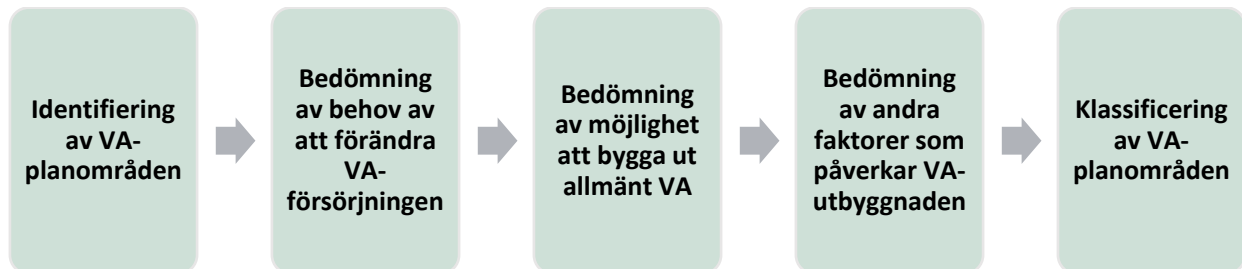 Identifiering
av VA-
planområden
Bedömning
av behov av
att förändra
VA-
försörjningen
Bedömning
av möjlighet
att bygga ut
allmänt VA
Bedömning
av andra
faktorer som
påverkar VA-
utbyggnaden
Klassificering
av VA-
planområden